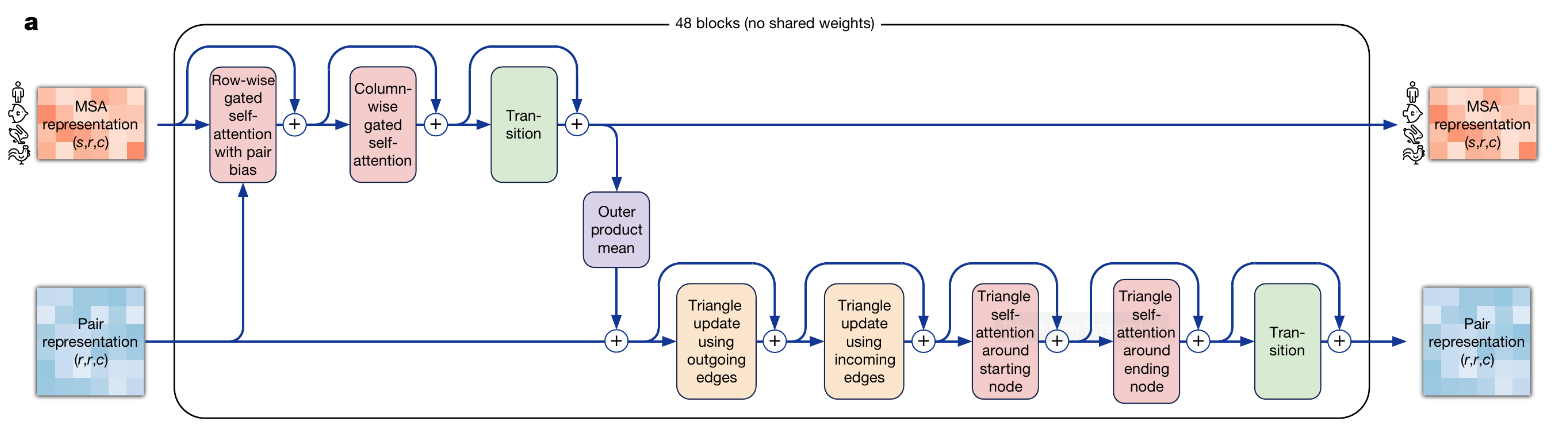 a
48 blocks (no shared weights)
MSA
representation
(s,r,c)
Row-wise
gated
self-
attention
with pair
bias
+
Column-
wise
gated
self-
attention
+
Tran-
sition
+
MSA
representation
(s,r,c)
Outer
product
mean
Pair
representation
(r,r,c)
+
Triangle
update
using
outgoing
edges
+
Triangle
update
using
incoming
edges
+
Triangle
self-
attention
around
starting
node
+
Triangle
self-
attention
around
ending
node
+
Tran-
sition
+
Pair
representation
(r,r,c)